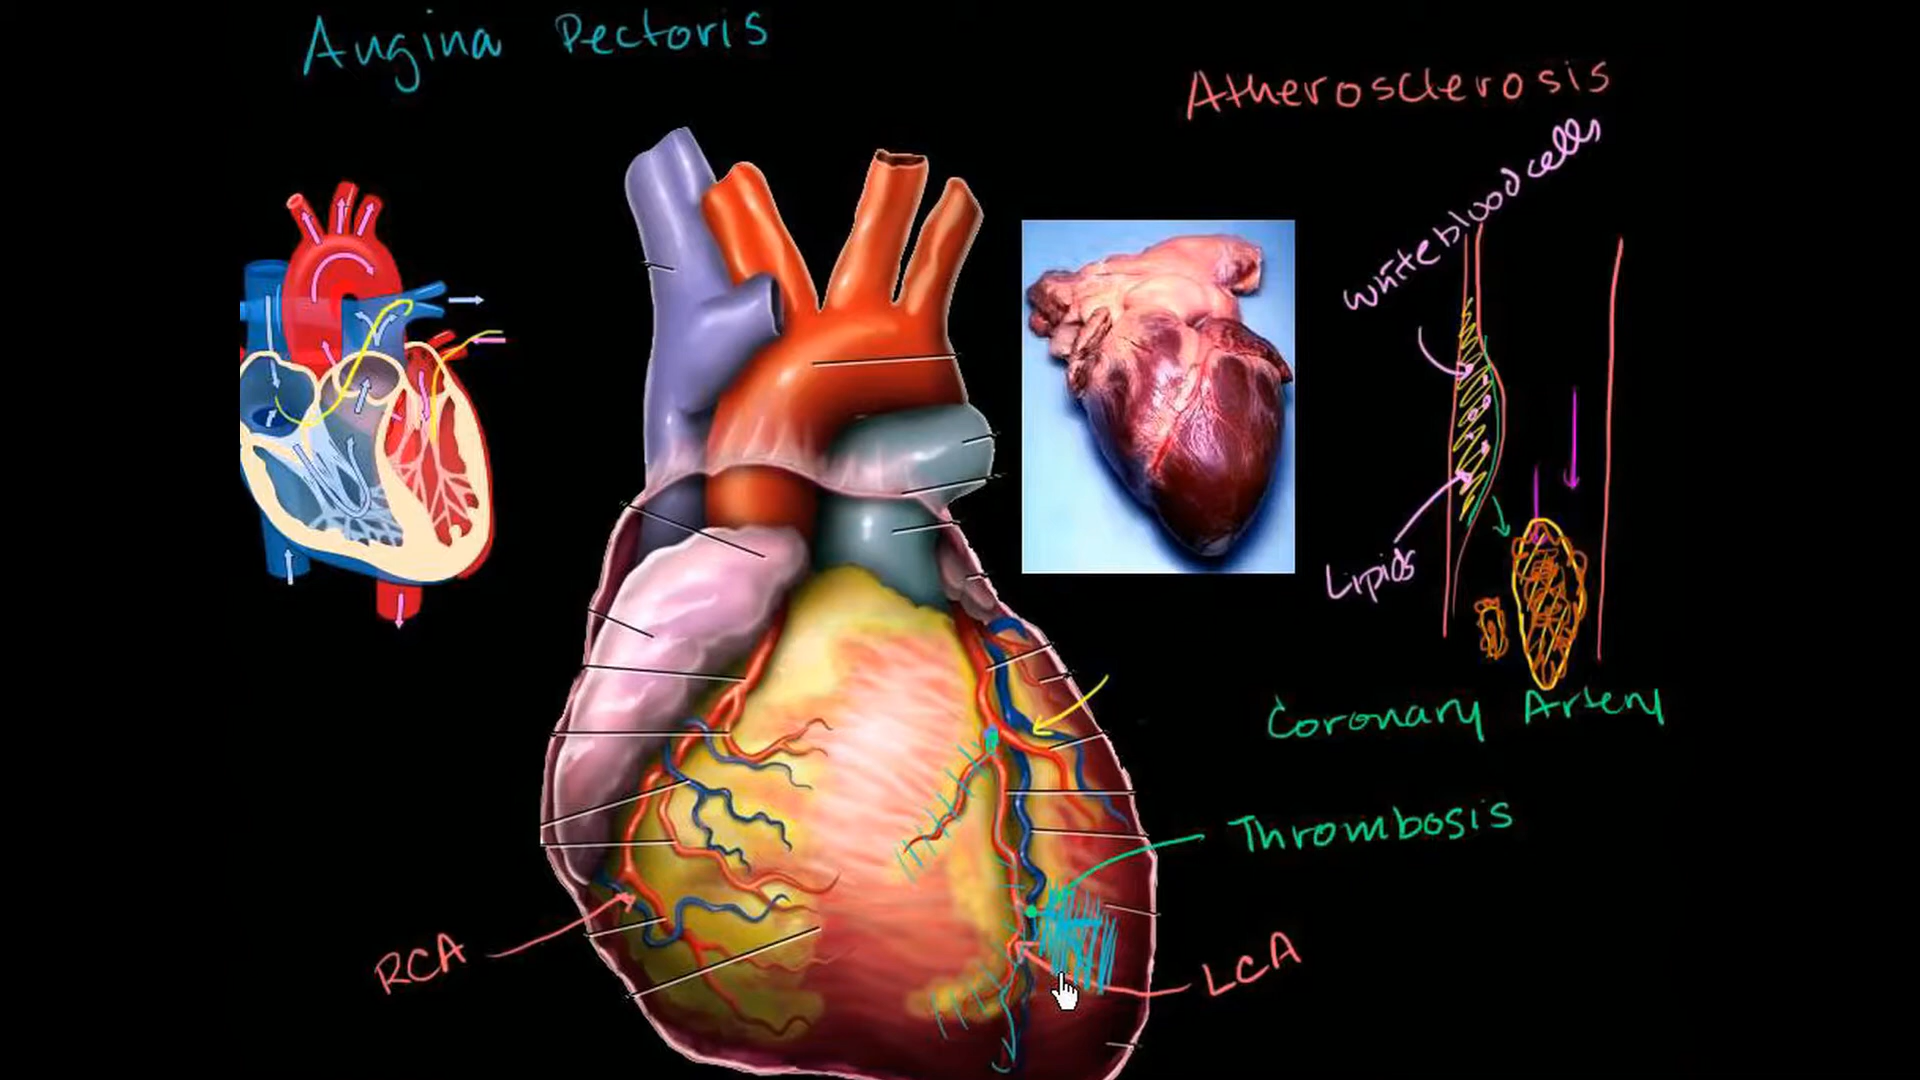 Angina Pectoris
Atherosclerosis
White blood cells
Lipids
Coronary Artery
Thrombosis
RCA
LCA